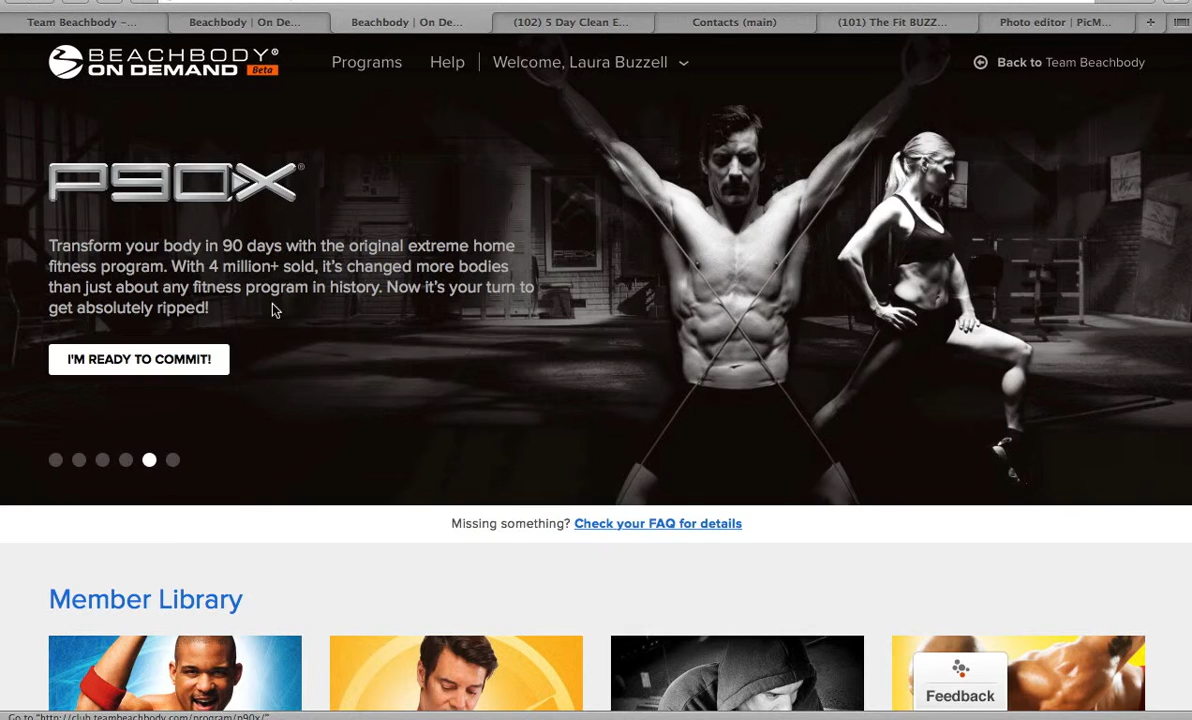 Team Beachbody –...
Beachbody | On De...
Beachbody | On De...
(102) 5 Day Clean E...
Contacts (main)
(101) The Fit BUZZ...
Photo editor | PicM...
BEACHBODY®
ON DEMAND Beta
Programs
Help
Welcome, Laura Buzzell
Back to Team Beachbody
P90X®
Transform your body in 90 days with the original extreme home
fitness program. With 4 million+ sold, it's changed more bodies
than just about any fitness program in history. Now it's your turn to
get absolutely ripped!
I'M READY TO COMMIT!
Missing something? Check your FAQ for details
Member Library
Feedback
Go to "http://club.teambeachbody.com/program/p90x/"